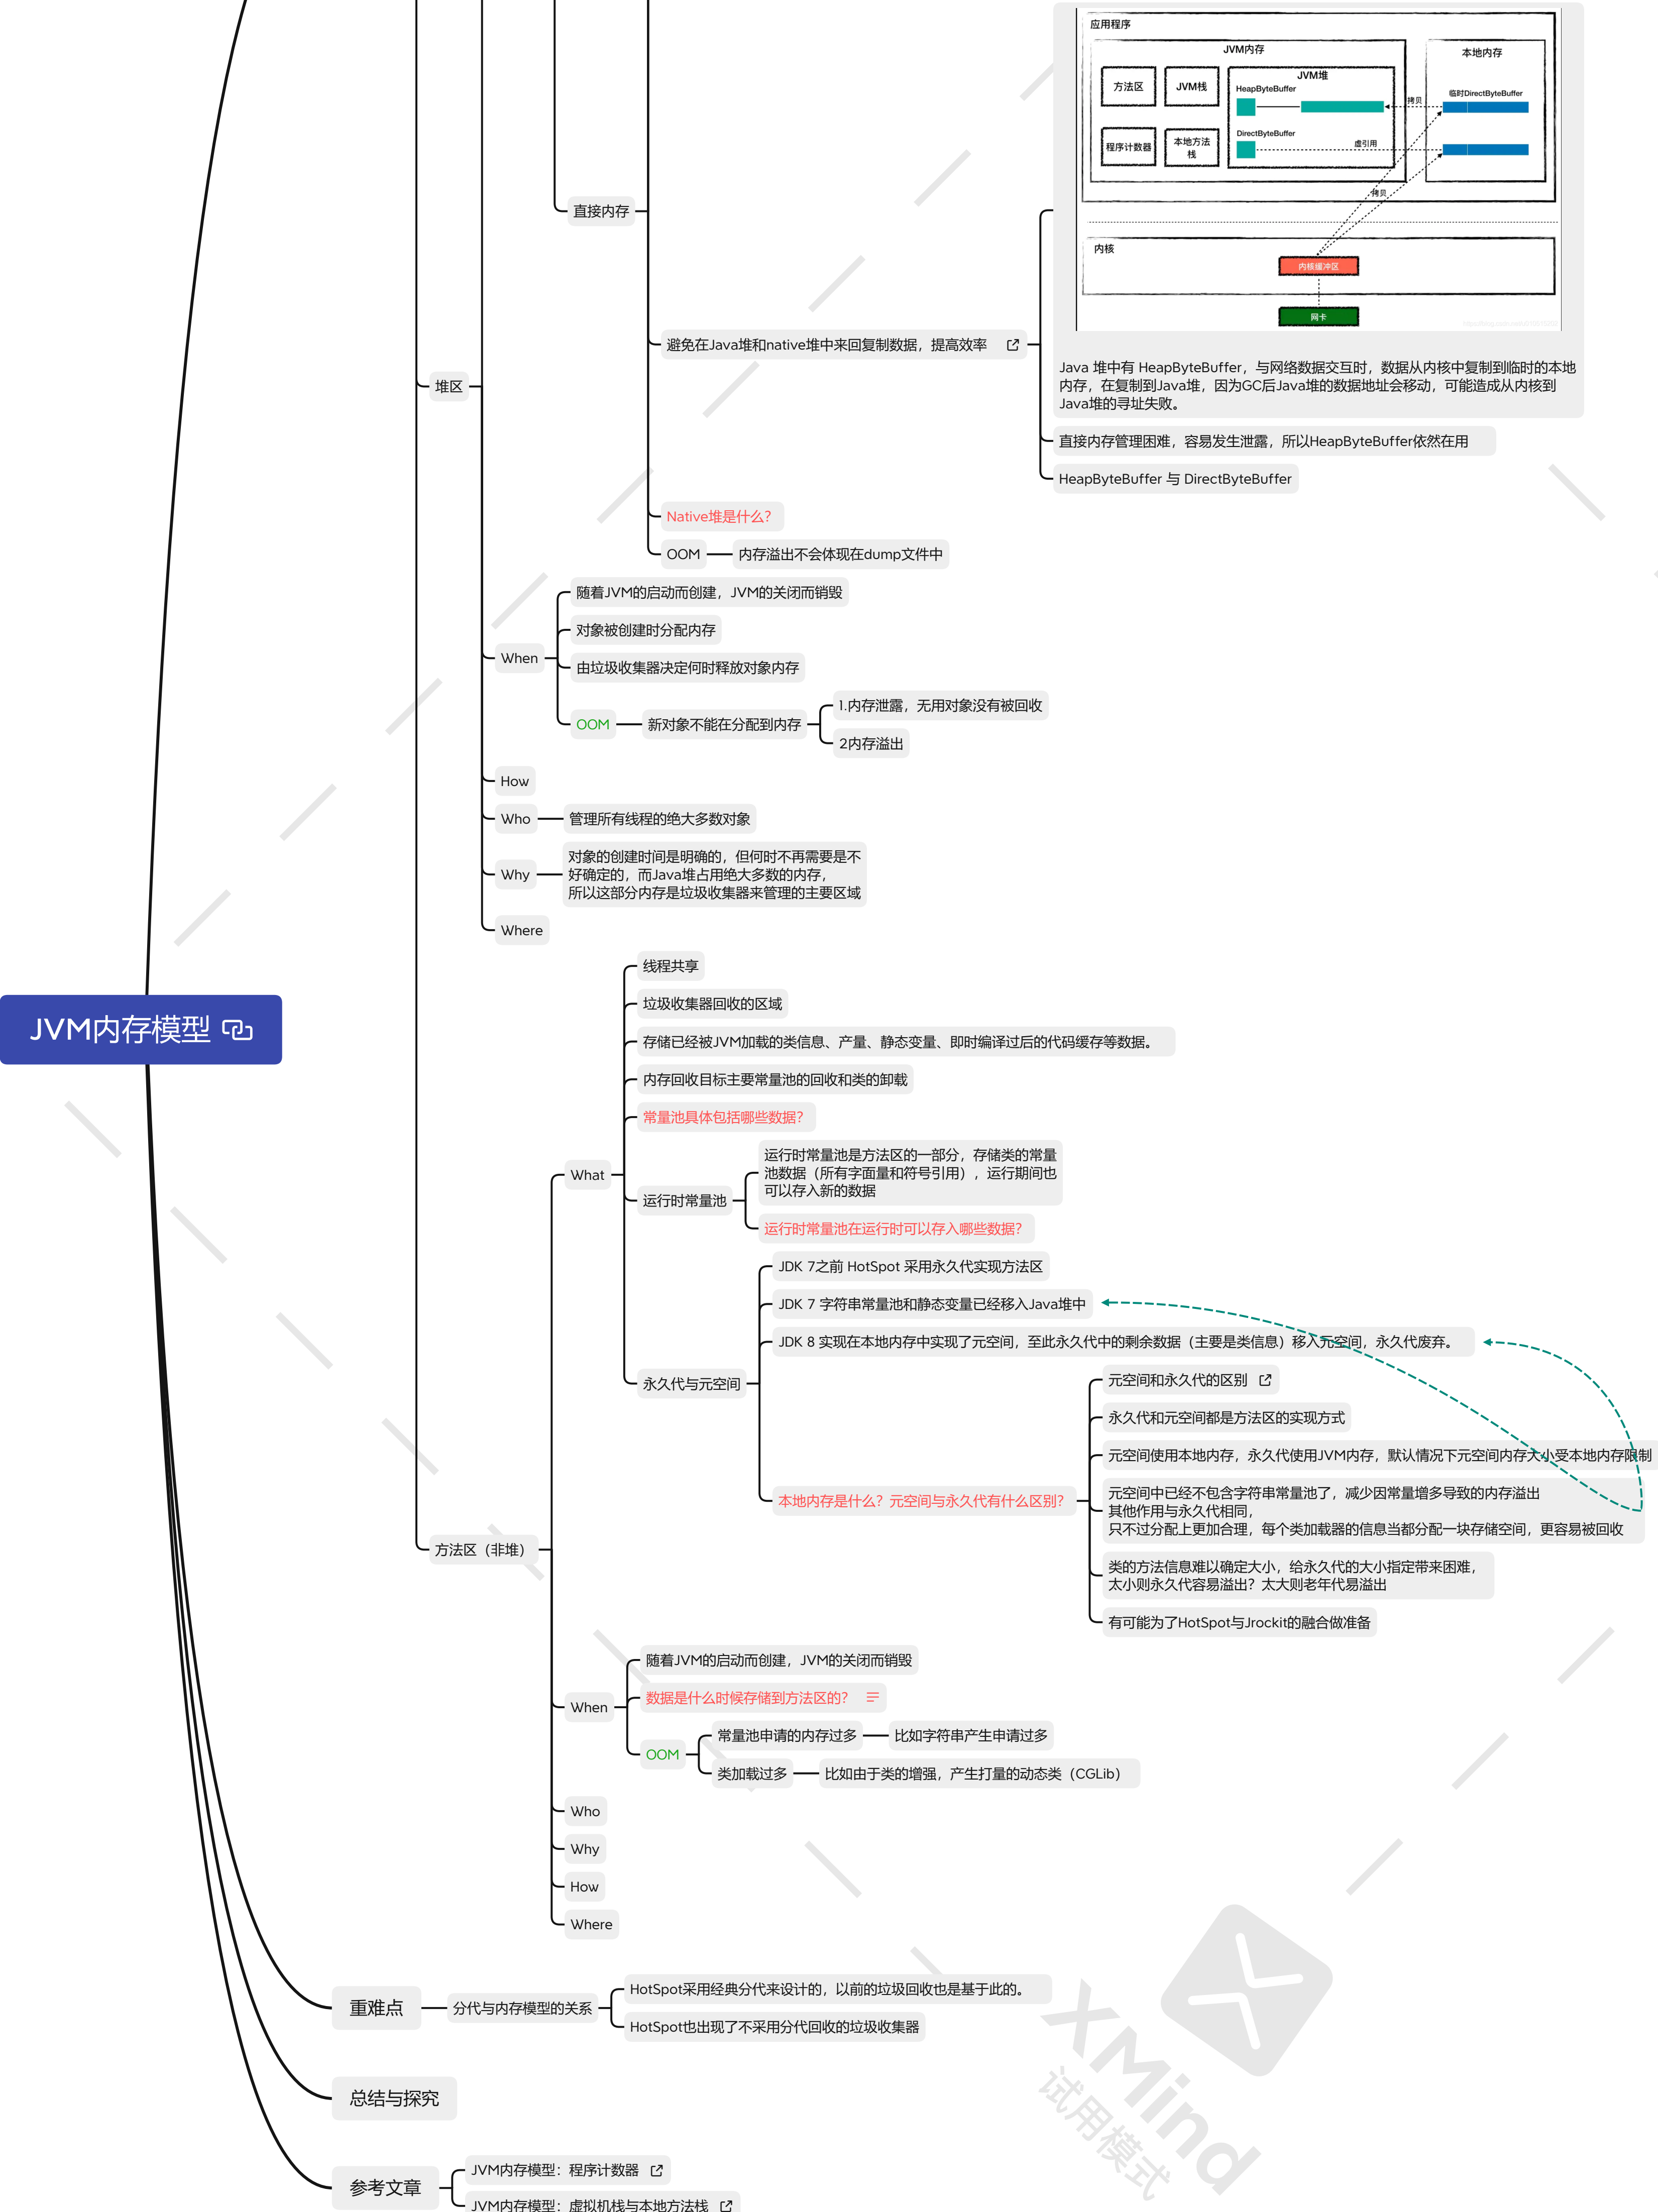 应用程序
JVM内存
本地内存
方法区
JVM栈
JVM堆
HeapByteBuffer
拷贝
临时DirectByteBuffer
程序计数器
本地方法
栈
DirectByteBuffer
虚引用
拷贝
内核
内核缓冲区
网卡
直接内存
避免在Java堆和native堆中来回复制数据，提高效率
Java 堆中有 HeapByteBuffer，与网络数据交互时，数据从内核中复制到临时的本地
内存，在复制到Java堆，因为GC后Java堆的数据地址会移动，可能造成从内核到
Java堆的寻址失败。
直接内存管理困难，容易发生泄露，所以HeapByteBuffer依然在用
HeapByteBuffer 与 DirectByteBuffer
Native堆是什么？
OOM
内存溢出不会体现在dump文件中
堆区
When
随着JVM的启动而创建，JVM的关闭而销毁
对象被创建时分配内存
由垃圾收集器决定何时释放对象内存
OOM
新对象不能在分配到内存
1.内存泄露，无用对象没有被回收
2内存溢出
How
Who
管理所有线程的绝大多数对象
Why
对象的创建时间是明确的，但何时不再需要是不
好确定的，而Java堆占用绝大多数的内存，
所以这部分内存是垃圾收集器来管理的主要区域
Where
JVM内存模型
方法区（非堆）
What
线程共享
垃圾收集器回收的区域
存储已经被JVM加载的类信息、产量、静态变量、即时编译过后的代码缓存等数据。
内存回收目标主要常量池的回收和类的卸载
常量池具体包括哪些数据？
运行时常量池
运行时常量池是方法区的一部分，存储类的常量
池数据（所有字面量和符号引用），运行期间也
可以存入新的数据
运行时常量池在运行时可以存入哪些数据？
永久代与元空间
JDK 7之前 HotSpot 采用永久代实现方法区
JDK 7 字符串常量池和静态变量已经移入Java堆中
JDK 8 实现在本地内存中实现了元空间，至此永久代中的剩余数据（主要是类信息）移入元空间，永久代废弃。
本地内存是什么？元空间与永久代有什么区别？
元空间和永久代的区别
永久代和元空间都是方法区的实现方式
元空间使用本地内存，永久代使用JVM内存，默认情况下元空间内存大小受本地内存限制
元空间中已经不包含字符串常量池了，减少因常量增多导致的内存溢出
其他作用与永久代相同，
只不过分配上更加合理，每个类加载器的信息当都分配一块存储空间，更容易被回收
类的方法信息难以确定大小，给永久代的大小指定带来困难，
太小则永久代容易溢出？太大则老年代易溢出
有可能为了HotSpot与Jrockit的融合做准备
When
随着JVM的启动而创建，JVM的关闭而销毁
数据是什么时候存储到方法区的？
OOM
常量池申请的内存过多
比如字符串产生申请过多
类加载过多
比如由于类的增强，产生打量的动态类（CGLib）
Who
Why
How
Where
重难点
分代与内存模型的关系
HotSpot采用经典分代来设计的，以前的垃圾回收也是基于此的。
HotSpot也出现了不采用分代回收的垃圾收集器
总结与探究
参考文章
JVM内存模型：程序计数器
JVM内存模型：虚拟机栈与本地方法栈
XMind
试用模式